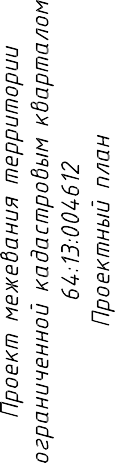 Проект межевания территории
ограниченной кадастровым кварталом
64:13:004612
Проектный план